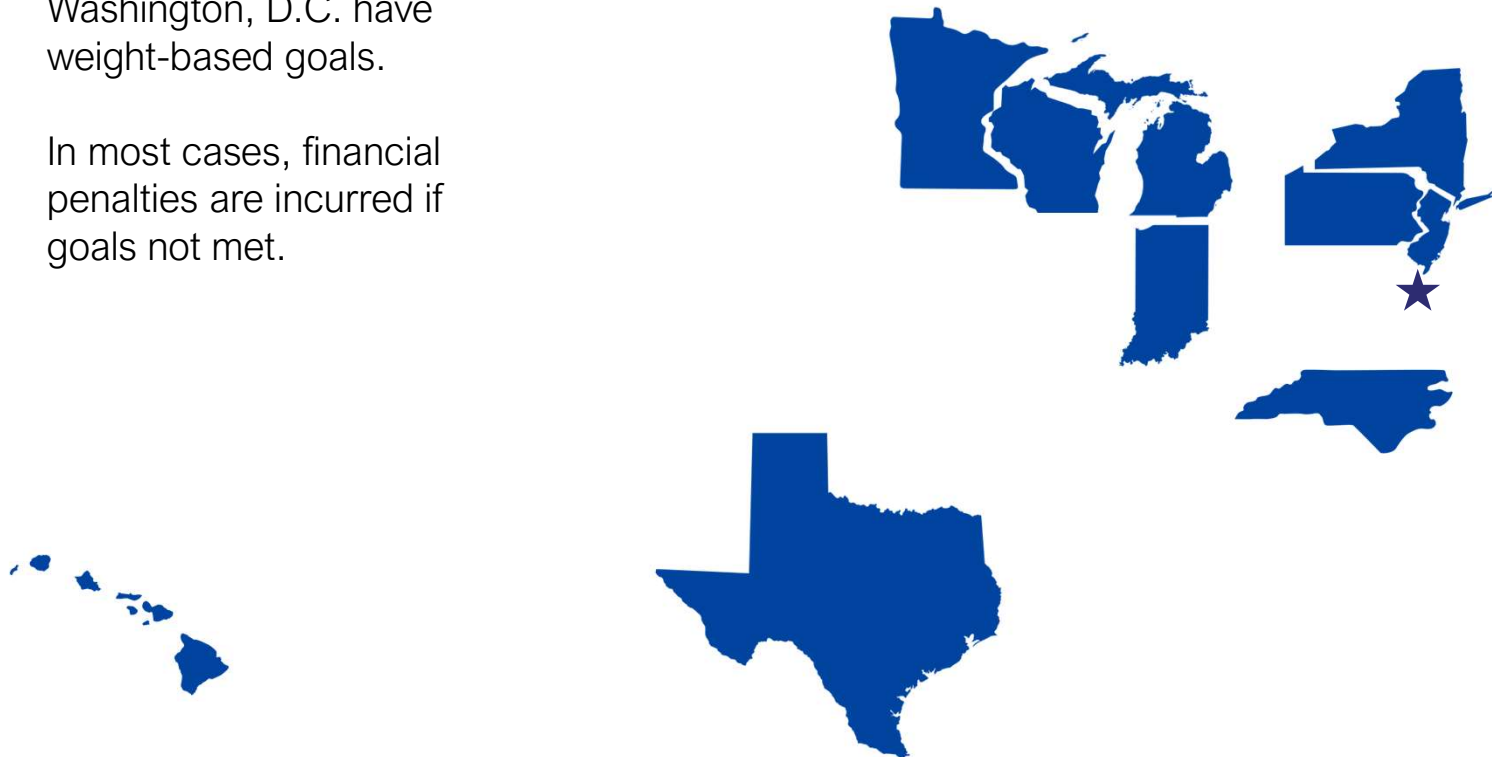 Washington, D.C. have
weight-based goals.
In most cases, financial
penalties are incurred if
goals not met.